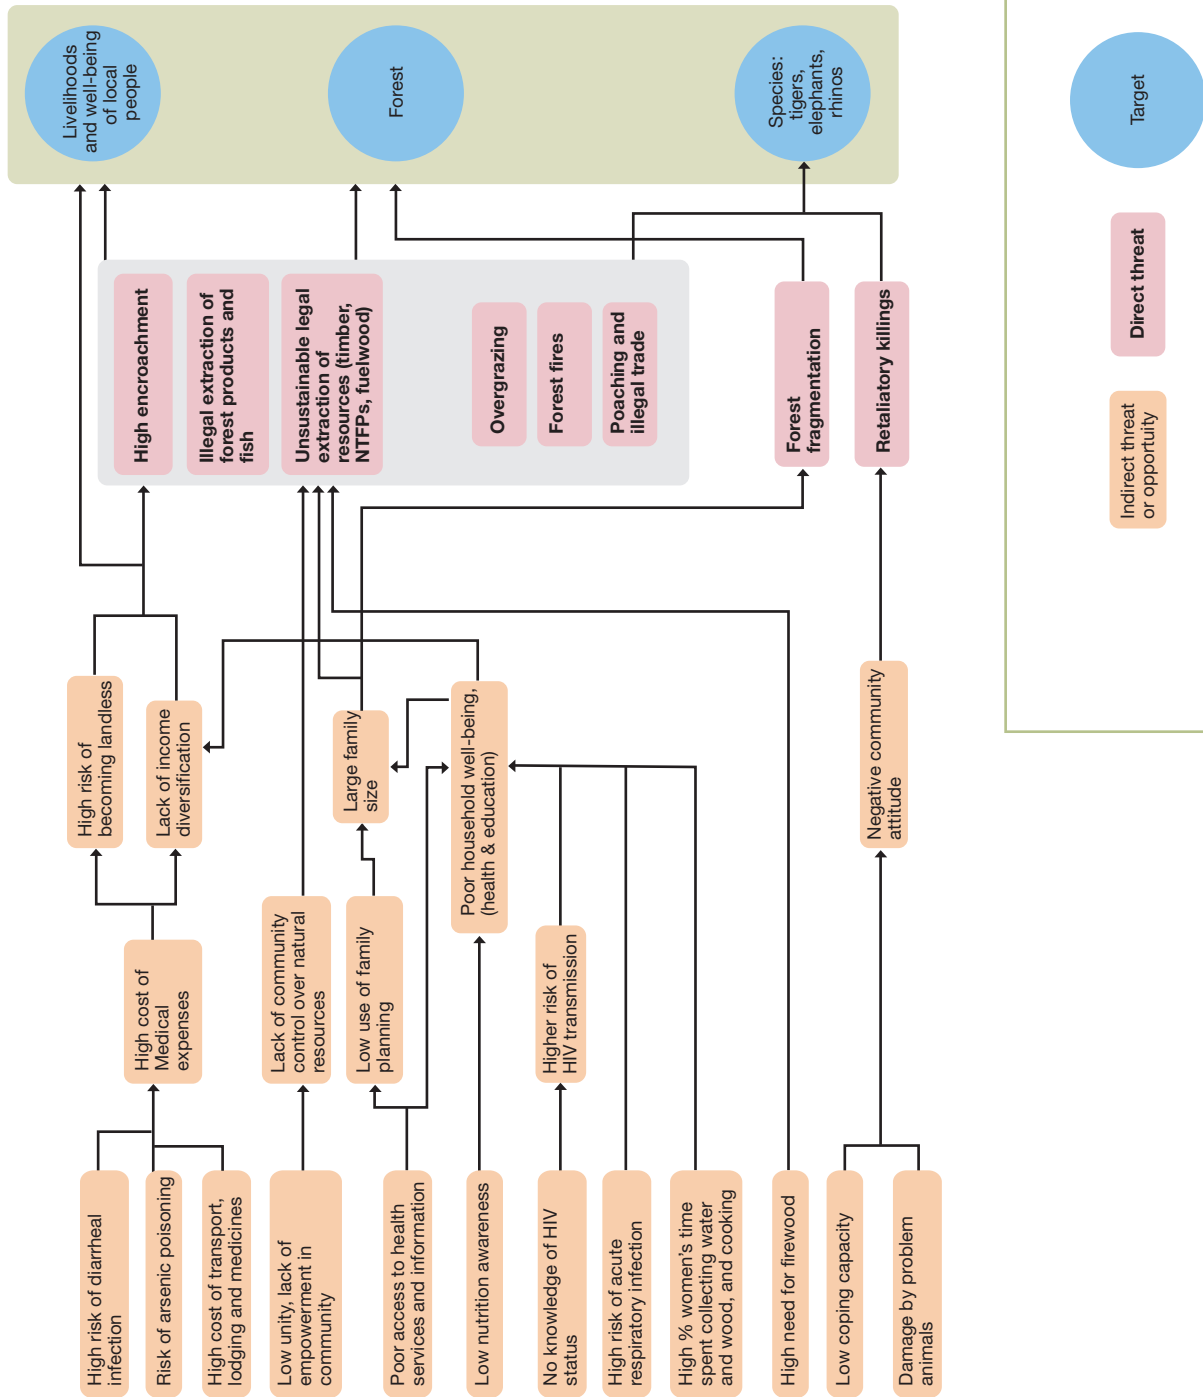 High risk of diarrheal
infection
Risk of arsenic poisoning
High cost of transport,
lodging and medicines
Low unity, lack of
empowerment in
community
Poor access to health
services and information
Low nutrition awareness
No knowledge of HIV
status
High risk of acute
respiratory infection
High % women's time
spent collecting water
and wood, and cooking
High need for firewood
Low coping capacity
Damage by problem
animals
High cost of
Medical
expenses
Lack of community
control over natural
resources
Low use of family
planning
Higher risk of
HIV transmission
High risk of
becoming landless
Lack of income
diversification
Large family
size
Poor household well-being,
(health & education)
Negative community
attitude
High encroachment
Illegal extraction of
forest products and
fish
Unsustainable legal
extraction of
resources (timber,
NTFPs, fuelwood)
Overgrazing
Forest fires
Poaching and
illegal trade
Forest
fragmentation
Retaliatory killings
Livelihoods
and well-being
of local
people
Forest
Species:
tigers,
elephants,
rhinos
Indirect threat
or opportunity
Direct threat
Target